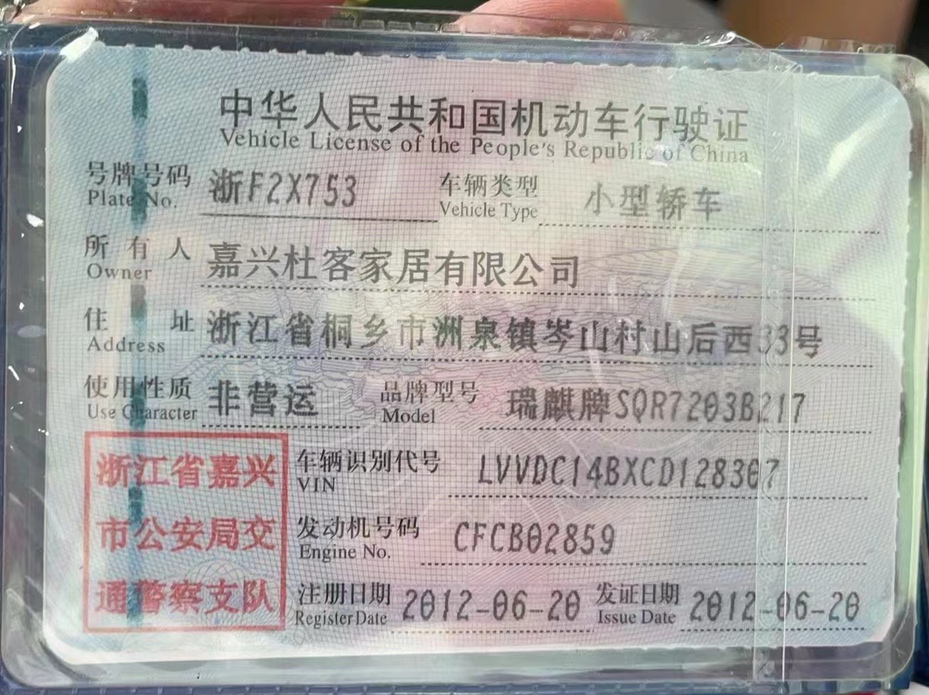 中华人民共和国机动车行驶证
Vehicle License of the People's Republic of China
号牌号码 浙F2X753 车辆类型 小型轿车
Plate No. Vehicle Type
所有人 嘉兴杜客家居有限公司
Owner
住址 浙江省桐乡市洲泉镇岑山村山后西33号
Address
使用性质 非营运 品牌型号 瑞麒牌SQR7203B217
Use Character Model
浙江省嘉兴
市公安局交
通警察支队
车辆识别代号 LVVDC14BXCD128367
VIN
发动机号码 CFCB02859
Engine No.
注册日期 2012-06-20 发证日期 2012-06-20
Register Date Issue Date